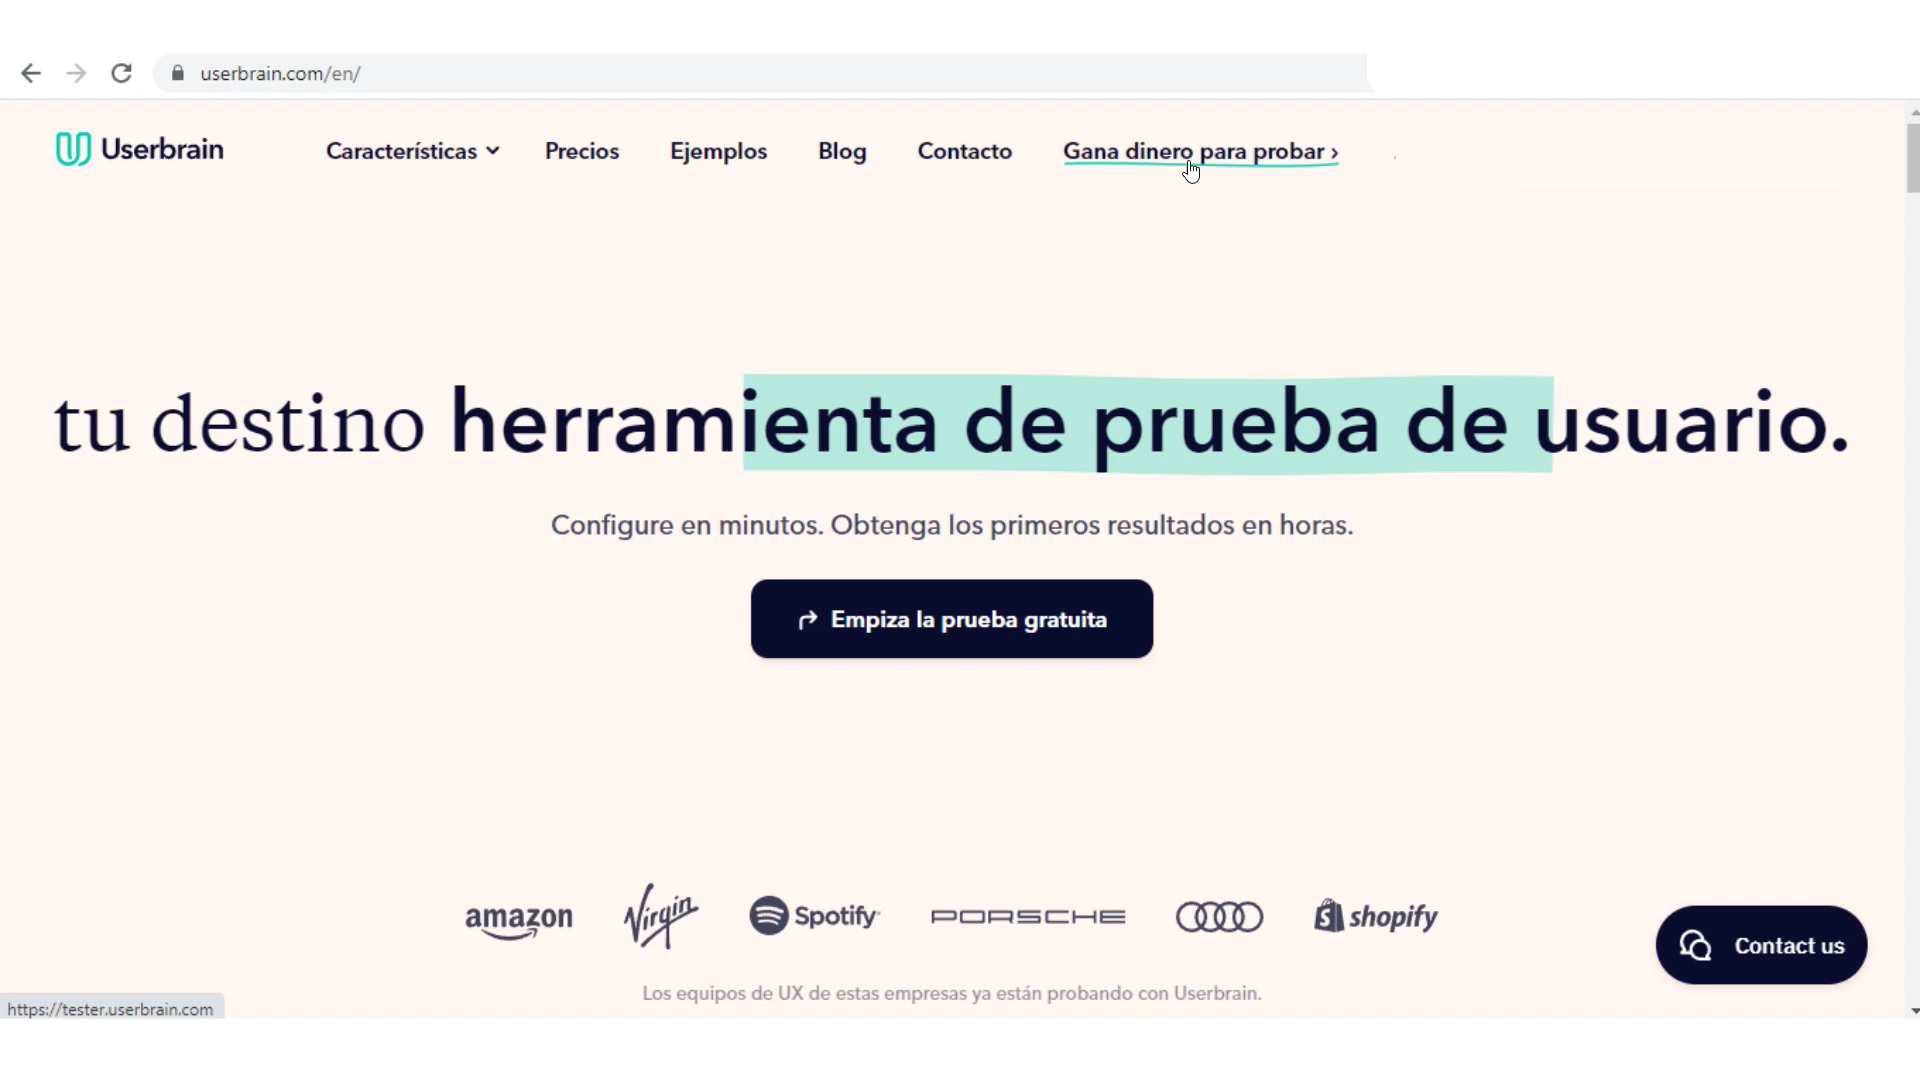 userbrain.com/en/
Userbrain
Características
Precios
Ejemplos
Blog
Contacto
Gana dinero para probar ›
tu destino herramienta de prueba de usuario.
Configure en minutos. Obtenga los primeros resultados en horas.
Empiza la prueba gratuita
amazon
Virgin
Spotify
PORSCHE
shopify
Contact us
Los equipos de UX de estas empresas ya están probando con Userbrain.
https://tester.userbrain.com